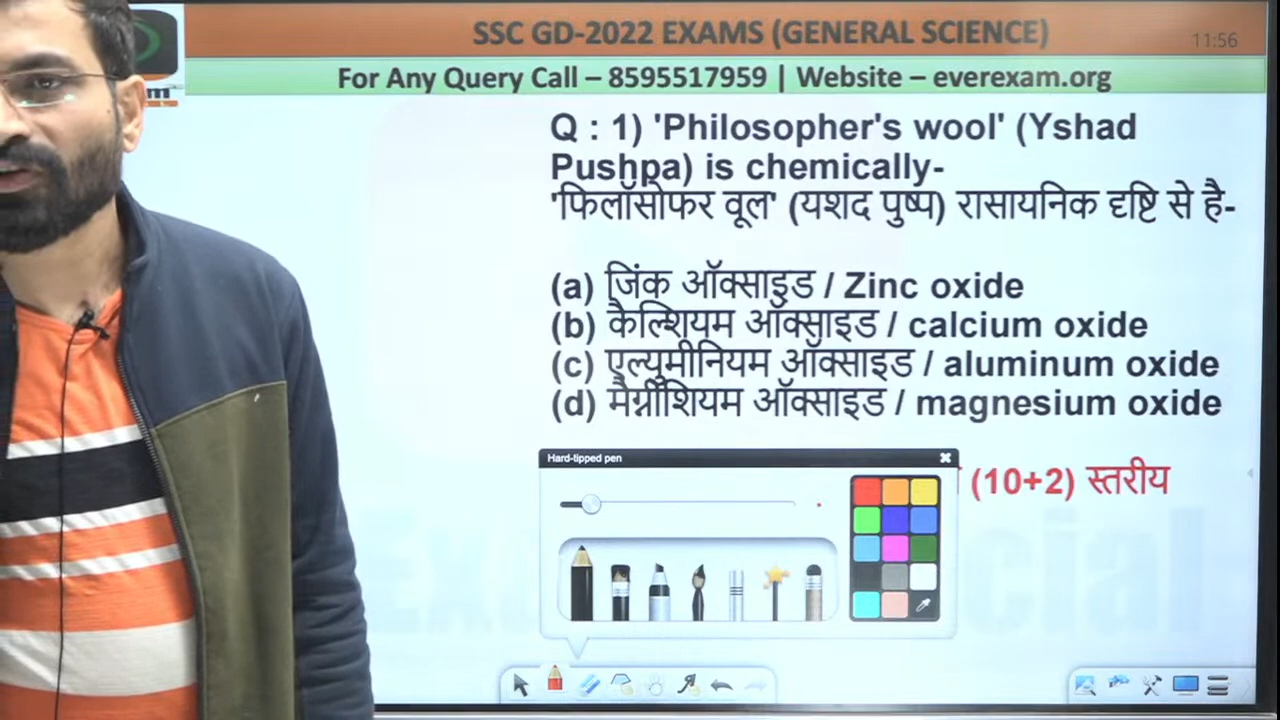 SSC GD-2022 EXAMS (GENERAL SCIENCE)
11:56
For Any Query Call – 8595517959 | Website – everexam.org
Q : 1) 'Philosopher's wool' (Yshad
Pushpa) is chemically-
'फिलॉसोफर वूल' (यशद पुष्प) रासायनिक दृष्टि से है-
(a) जिंक ऑक्साइड / Zinc oxide
(b) कैल्शियम ऑक्साइड / calcium oxide
(c) एल्युमीनियम ऑक्साइड / aluminum oxide
(d) मैग्नीशियम ऑक्साइड / magnesium oxide
Hard-tipped pen
(10+2) स्तरीय